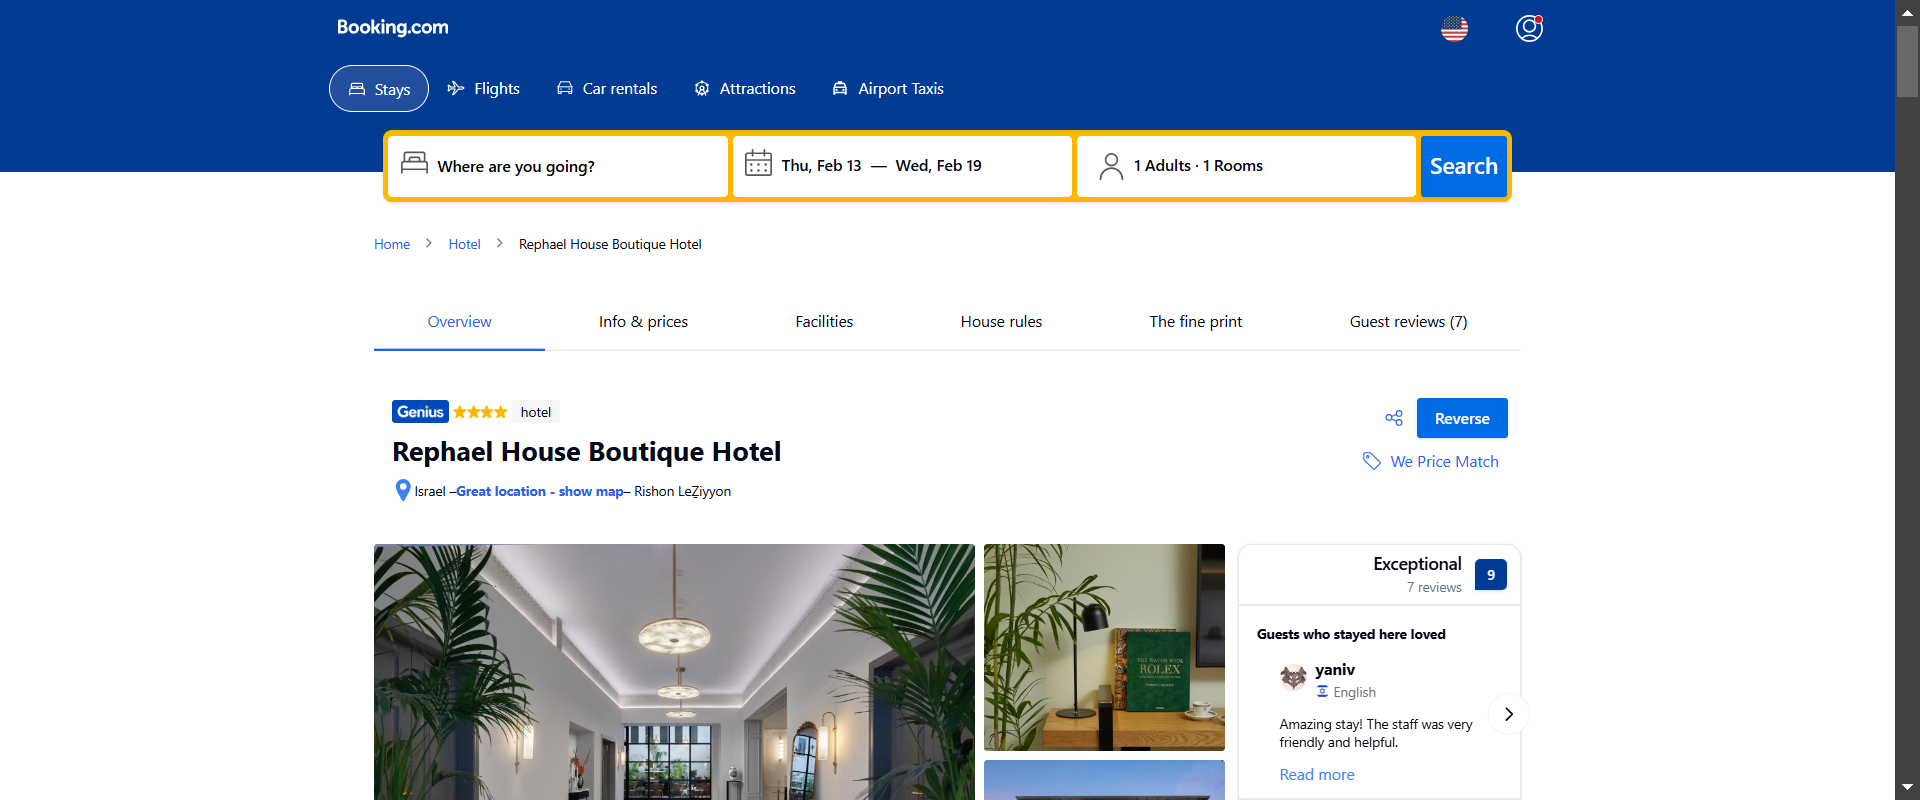 Booking.com
Stays
Flights
Car rentals
Attractions
Airport Taxis
Where are you going?
Thu, Feb 13 — Wed, Feb 19
1 Adults · 1 Rooms
Search
Home > Hotel > Rephael House Boutique Hotel
Overview
Info & prices
Facilities
House rules
The fine print
Guest reviews (7)
Genius
hotel
Reverse
Rephael House Boutique Hotel
We Price Match
Israel –Great location - show map– Rishon LeẔiyyon
ROLEX
Exceptional
7 reviews
9
Guests who stayed here loved
yaniv
English
Amazing stay! The staff was very
friendly and helpful.
Read more